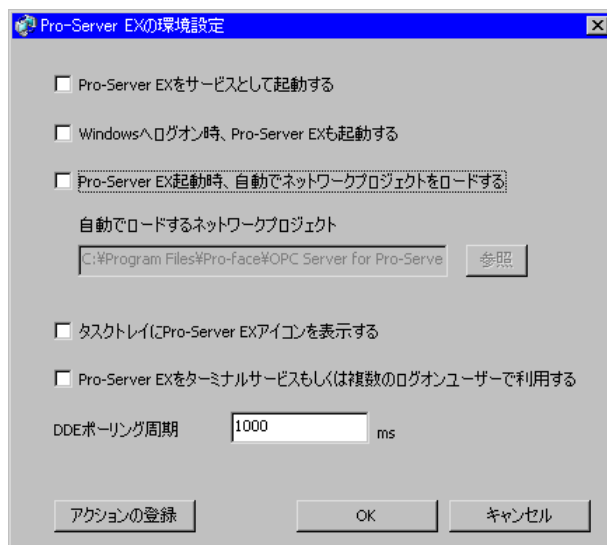 Pro-Server EXの環境設定
Pro-Server EXをサービスとして起動する
Windowsへログオン時、Pro-Server EXも起動する
Pro-Server EX起動時、自動でネットワークプロジェクトをロードする
自動でロードするネットワークプロジェクト
C:¥Program Files¥Pro-face¥OPC Server for Pro-Serve 参照
タスクトレイにPro-Server EXアイコンを表示する
Pro-Server EXをターミナルサービスもしくは複数のログオンユーザーで利用する
DDEポーリング周期 1000 ms
アクションの登録 OK キャンセル